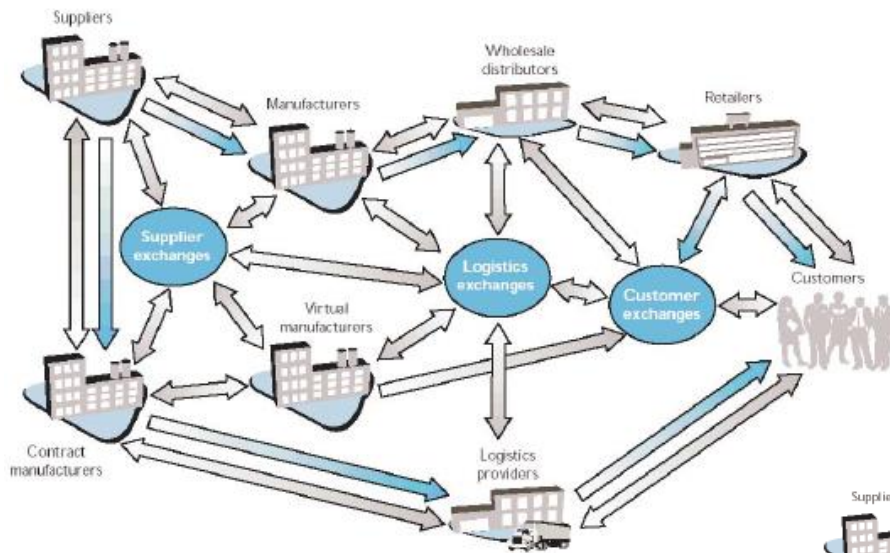 Suppliers
Wholesale
distributors
Retailers
Manufacturers
Supplier
exchanges
Logistics
exchanges
Customer
exchanges
Customers
Virtual
manufacturers
Contract
manufacturers
Logistics
providers
Supplie